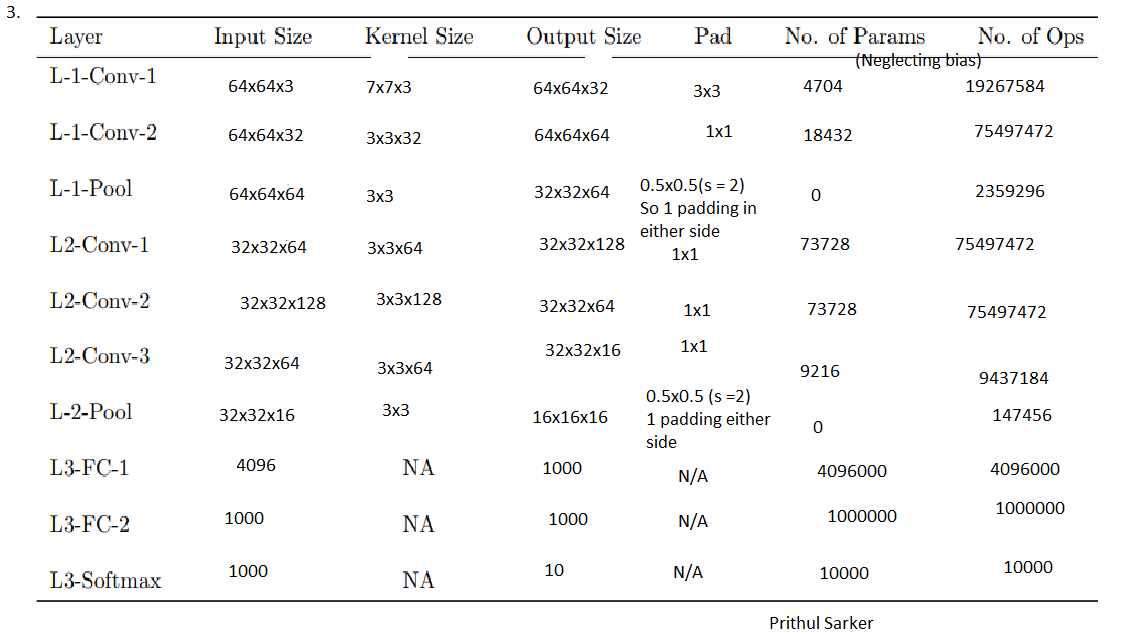 3.
Layer Input Size Kernel Size Output Size Pad No. of Params No. of Ops
(Neglecting bias)
L-1-Conv-1 64x64x3 7x7x3 64x64x32 3x3 4704 19267584
L-1-Conv-2 64x64x32 3x3x32 64x64x64 1x1 18432 75497472
L-1-Pool 64x64x64 3x3 32x32x64 0.5x0.5(s = 2) 0 2359296
So 1 padding in
either side
L2-Conv-1 32x32x64 3x3x64 32x32x128 1x1 73728 75497472
L2-Conv-2 32x32x128 3x3x128 32x32x64 1x1 73728 75497472
L2-Conv-3 32x32x64 3x3x64 32x32x16 1x1 9216 9437184
L-2-Pool 32x32x16 3x3 16x16x16 0.5x0.5 (s =2) 0 147456
1 padding either
side
L3-FC-1 4096 NA 1000 N/A 4096000 4096000
L3-FC-2 1000 NA 1000 N/A 1000000 1000000
L3-Softmax 1000 NA 10 N/A 10000 10000
Prithul Sarker